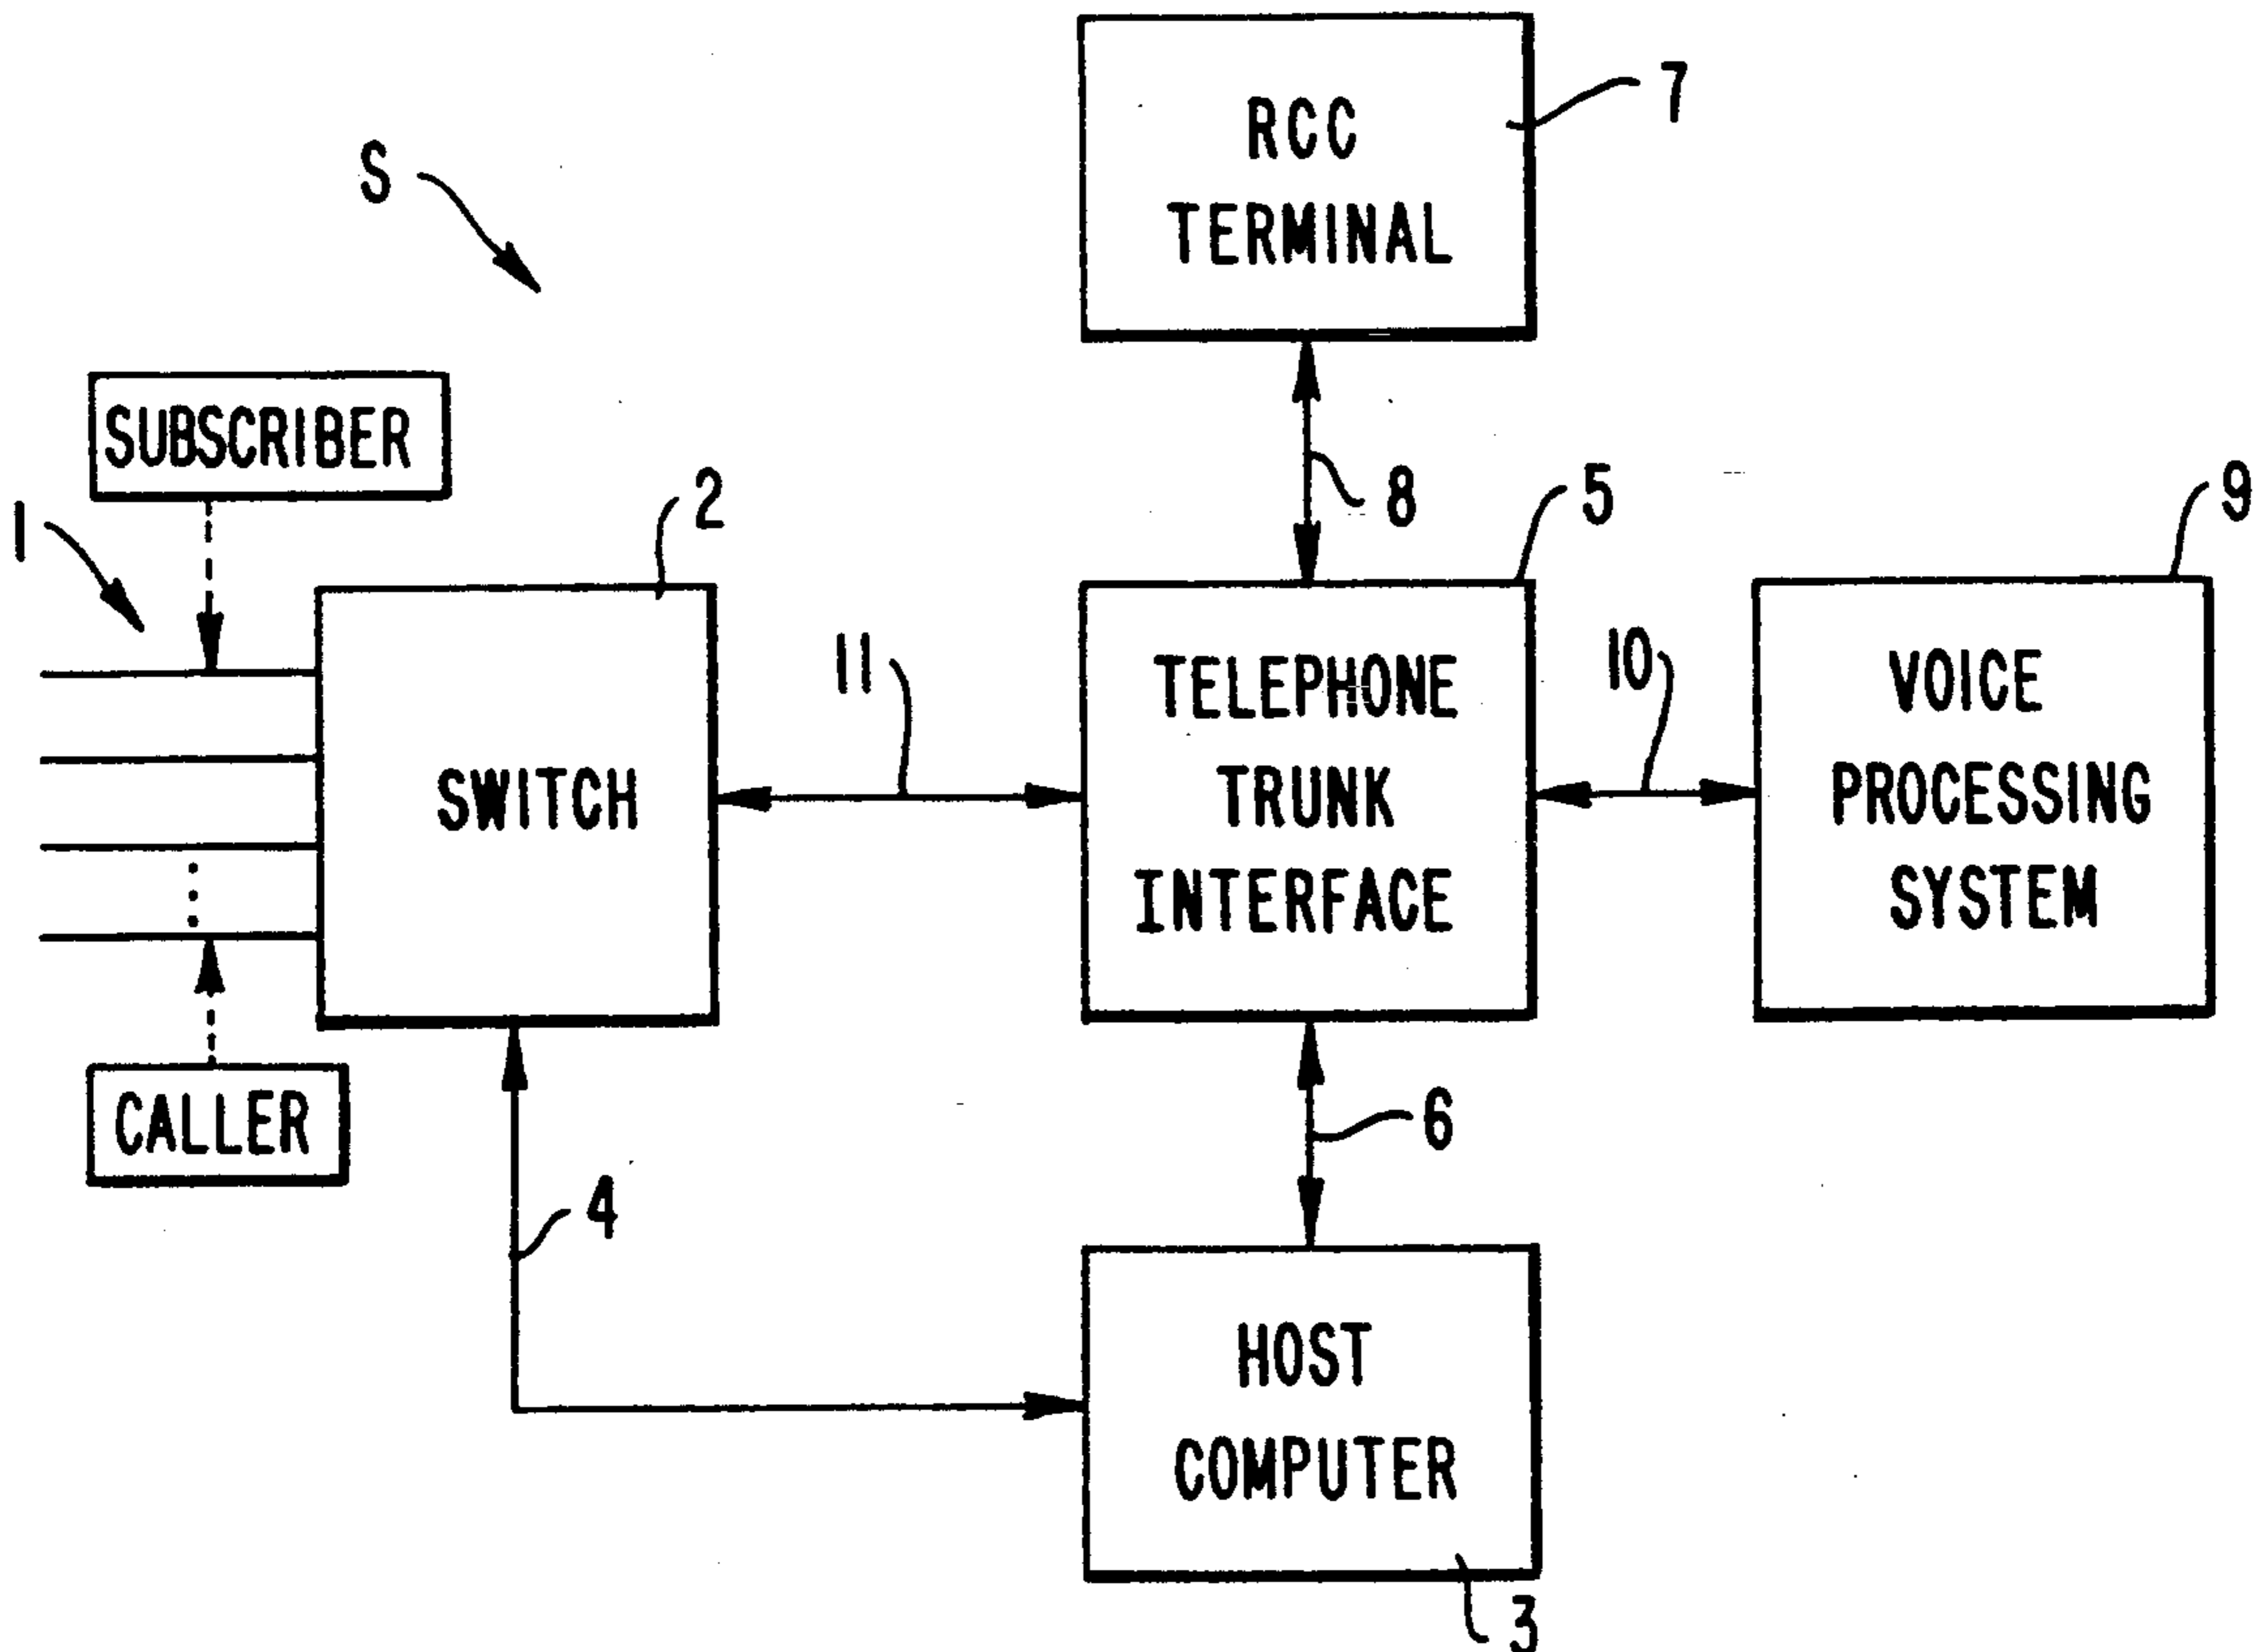 RCC
TERMINAL
7
S
SUBSCRIBER
1
2
8
5
9
11
10
SWITCH
TELEPHONE
TRUNK
INTERFACE
VOICE
PROCESSING
SYSTEM
CALLER
6
4
HOST
COMPUTER
3